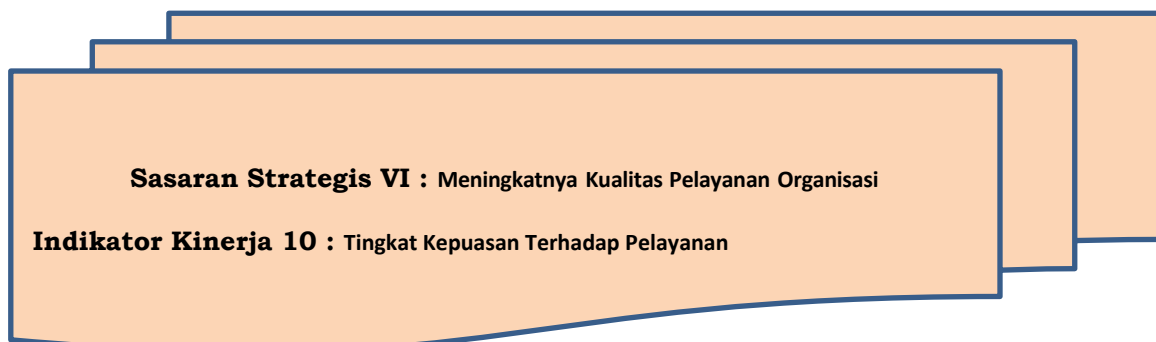 Sasaran Strategis VI : Meningkatnya Kualitas Pelayanan Organisasi
Indikator Kinerja 10 : Tingkat Kepuasan Terhadap Pelayanan